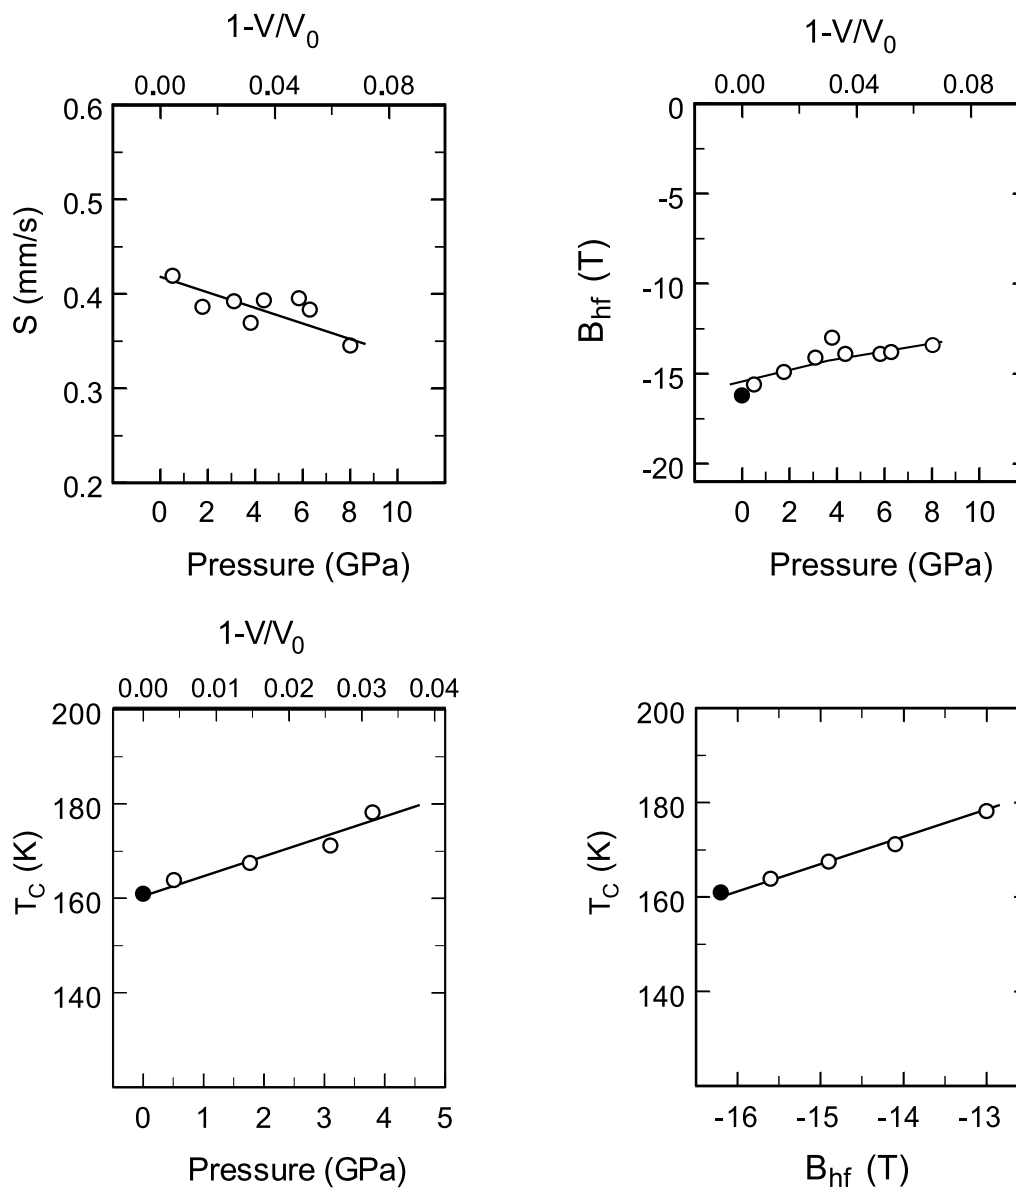 1-V/V0
0.00 0.04 0.08
0.6
0.5
0.4
0.3
0.2
S (mm/s)
0 2 4 6 8 10
Pressure (GPa)
1-V/V0
0.00 0.04 0.08
0
-5
-10
-15
-20
Bhf (T)
0 2 4 6 8 10
Pressure (GPa)
1-V/V0
0.00 0.01 0.02 0.03 0.04
200
180
160
140
TC (K)
0 1 2 3 4 5
Pressure (GPa)
200
180
160
140
TC (K)
-16 -15 -14 -13
Bhf (T)